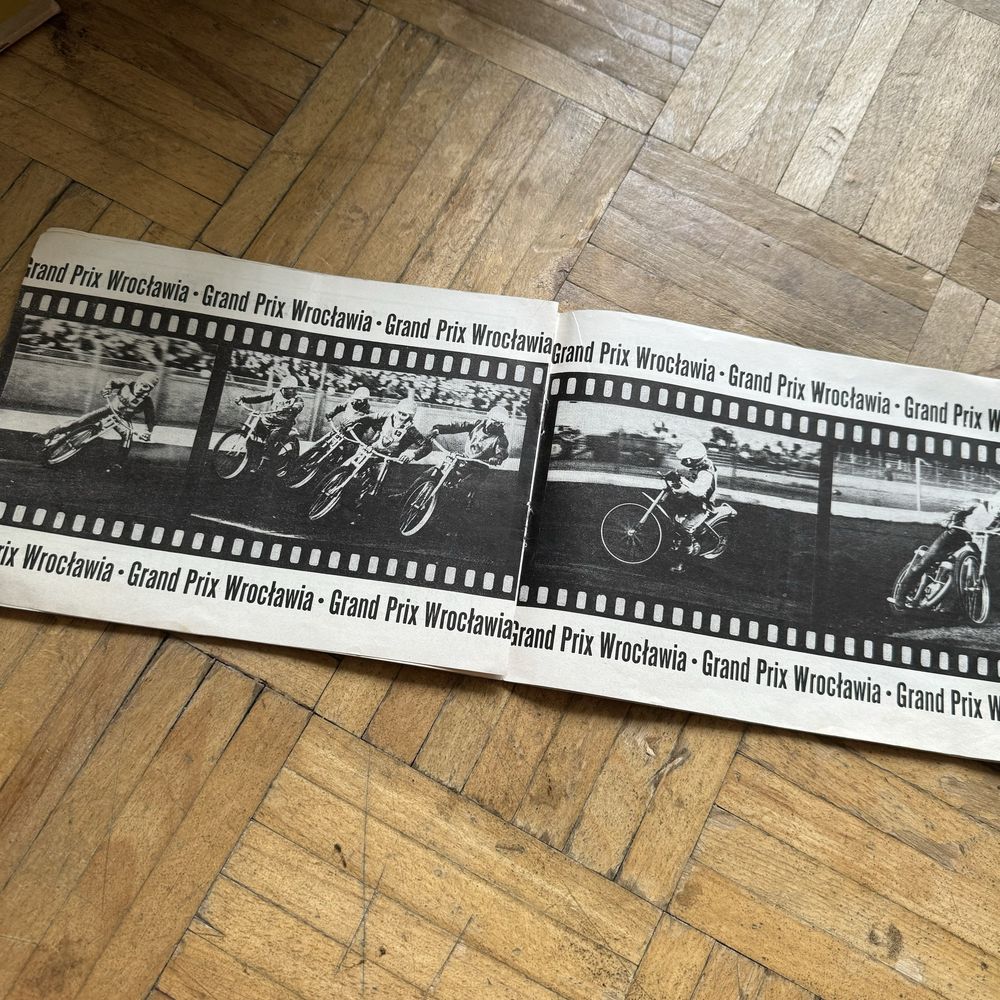 Grand Prix Wrocławia • Grand Prix Wrocławia • Grand Prix Wrocławia
rix Wrocławia • Grand Prix Wrocławia • Grand Prix Wrocławia
Grand Prix Wrocławia • Grand Prix Wrocławia • Grand Prix W
Grand Prix Wrocławia • Grand Prix Wrocławia • Grand Prix W